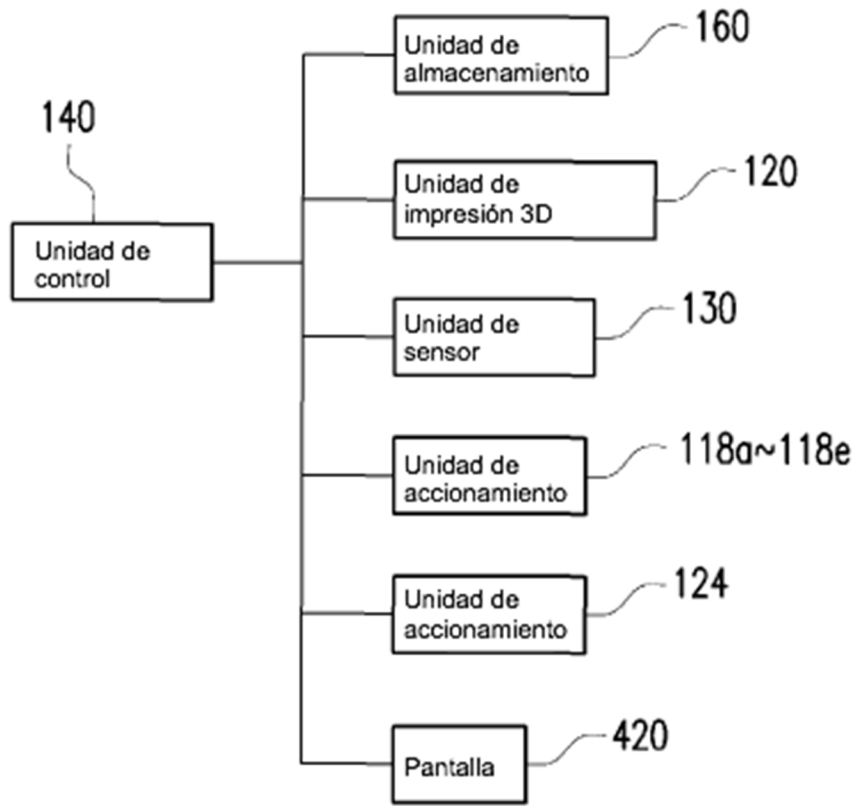 160
Unidad de
almacenamiento
140
120
Unidad de
impresión 3D
Unidad de
control
130
Unidad de
sensor
118a~118e
Unidad de
accionamiento
124
Unidad de
accionamiento
420
Pantalla